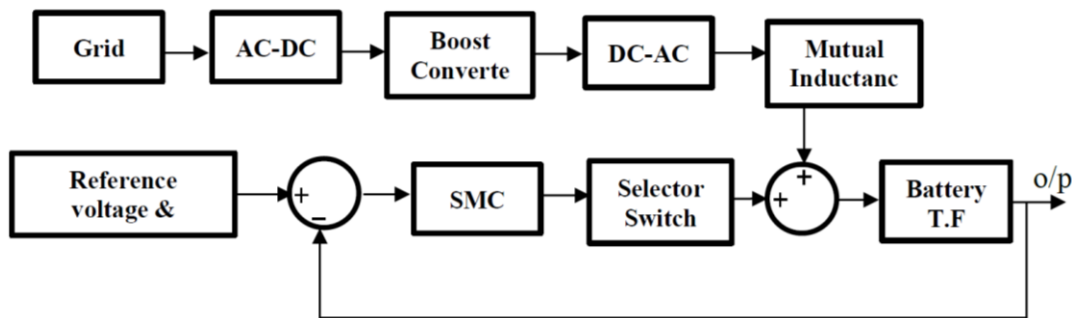 Grid
AC-DC
Boost
Converte
DC-AC
Mutual
Inductanc
Reference
voltage &
+
−
SMC
Selector
Switch
+
+
Battery
T.F
o/p